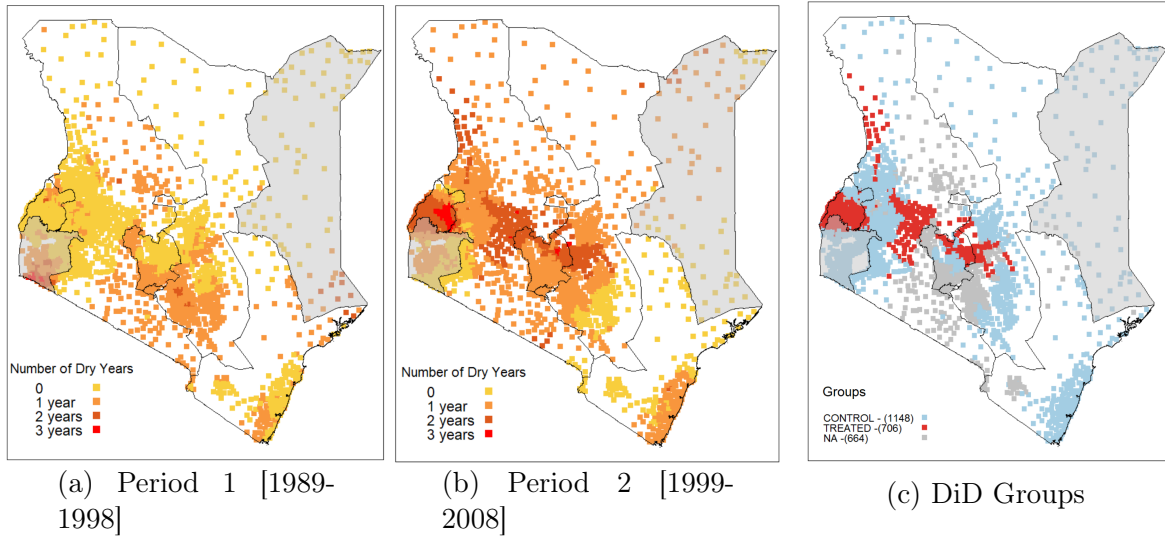 Number of Dry Years
0
1 year
2 years
3 years
Number of Dry Years
0
1 year
2 years
3 years
Groups
CONTROL - (1148)
TREATED - (706)
NA -(664)
(a) Period 1 [1989-
1998]
(b) Period 2 [1999-
2008]
(c) DiD Groups